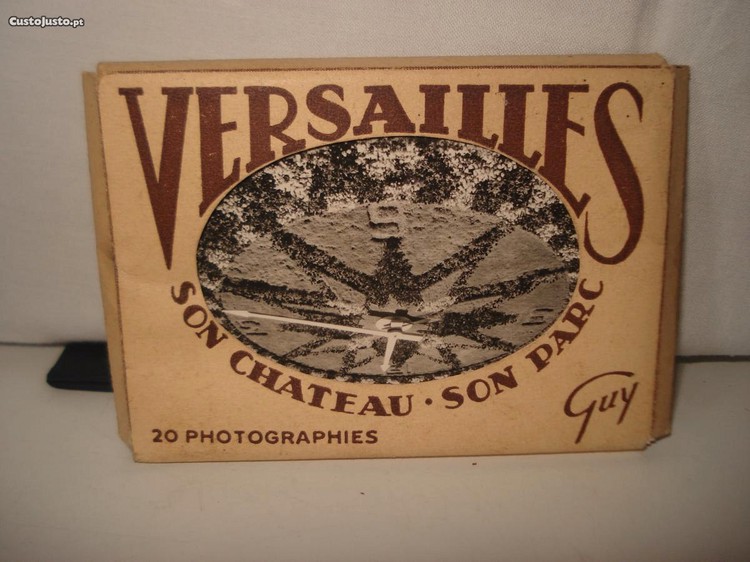 CustoJusto.pt
VERSAILLES
SON CHATEAU · SON PARC
20 PHOTOGRAPHIES
Guy